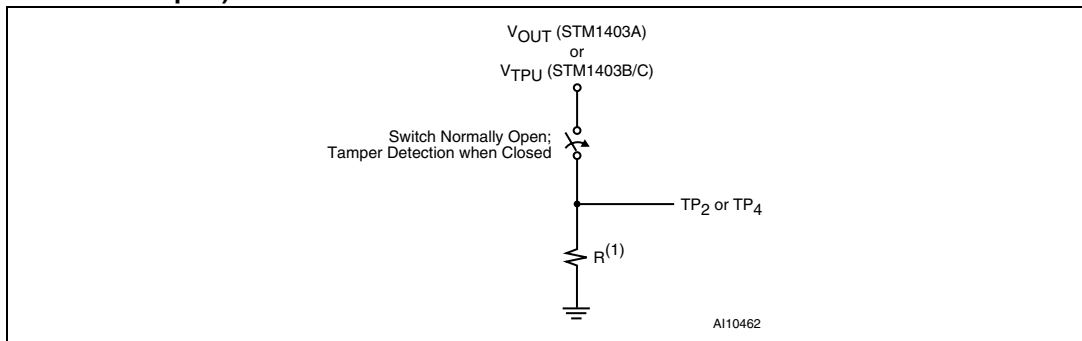 VOUT (STM1403A)
or
VTPU (STM1403B/C)
Switch Normally Open;
Tamper Detection when Closed
TP2 or TP4
R(1)
AI10462